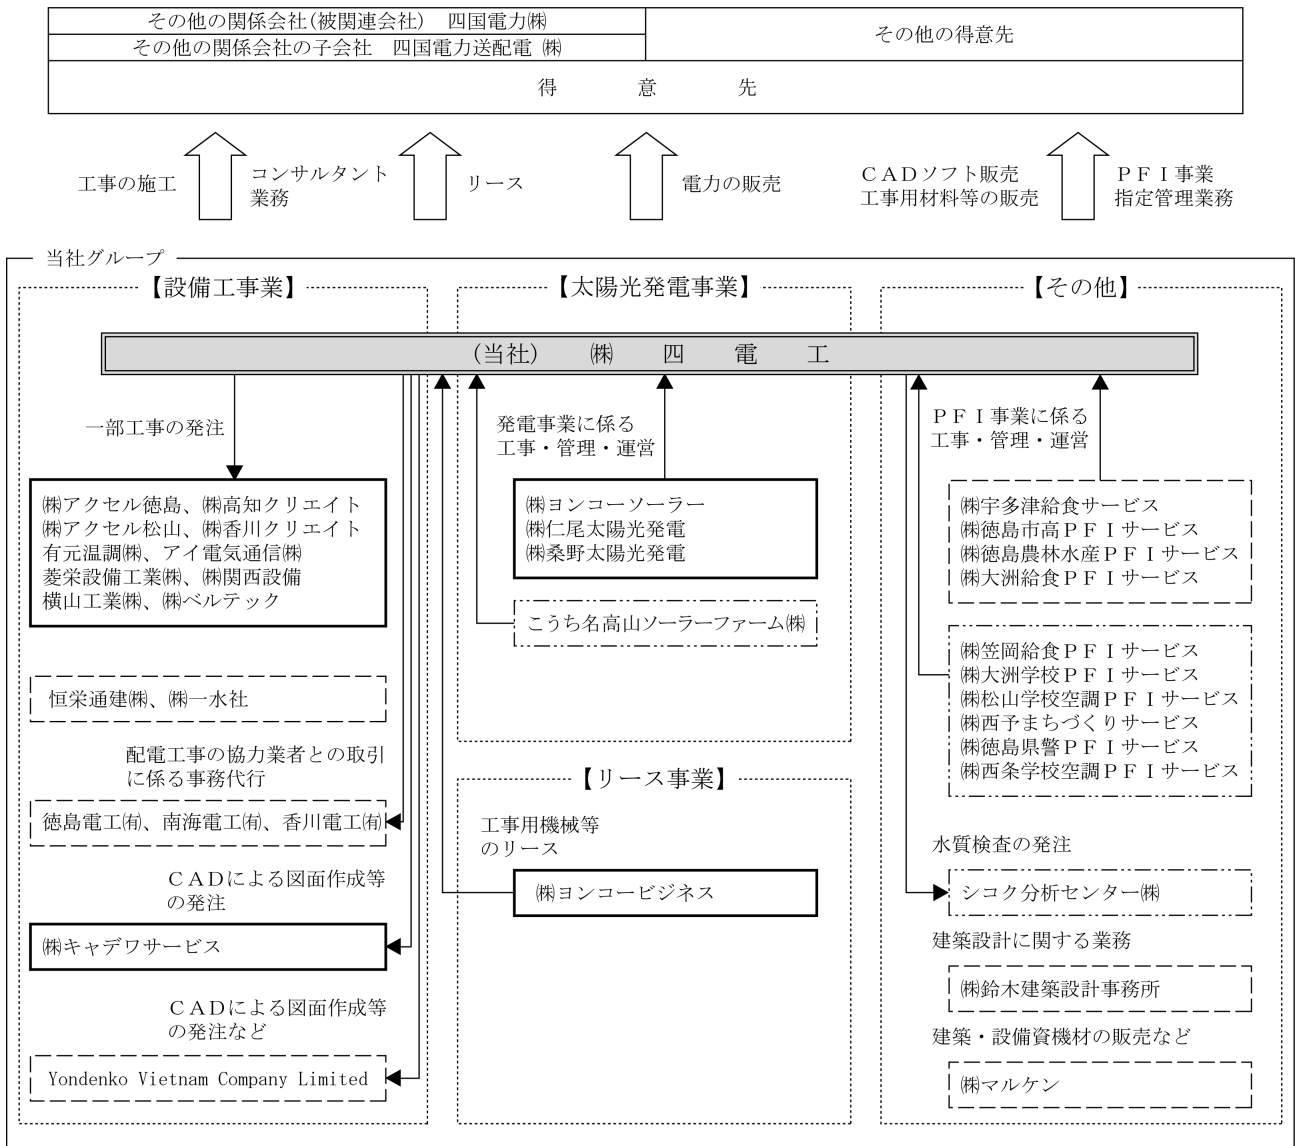 その他の関係会社(被関連会社)　四国電力㈱
その他の関係会社の子会社　四国電力送配電 ㈱
その他の得意先
得　意　先
工事の施工
コンサルタント
業務
リース
電力の販売
ＣＡＤソフト販売
工事用材料等の販売
ＰＦＩ事業
指定管理業務
当社グループ
【設備工事業】
【太陽光発電事業】
【その他】
(当社)　㈱　四　電　工
一部工事の発注
㈱アクセル徳島、㈱高知クリエイト
㈱アクセル松山、㈱香川クリエイト
有元温調㈱、アイ電気通信㈱
菱栄設備工業㈱、㈱関西設備
横山工業㈱、㈱ベルテック
恒栄通建㈱、㈱一水社
配電工事の協力業者との取引
に係る事務代行
徳島電工㈲、南海電工㈲、香川電工㈲
ＣＡＤによる図面作成等
の発注
㈱キャデワサービス
ＣＡＤによる図面作成等
の発注など
Yondenko Vietnam Company Limited
発電事業に係る
工事・管理・運営
㈱ヨンコーソーラー
㈱仁尾太陽光発電
㈱桑野太陽光発電
こうち名高山ソーラーファーム㈱
【リース事業】
工事用機械等
のリース
㈱ヨンコービジネス
ＰＦＩ事業に係る
工事・管理・運営
㈱宇多津給食サービス
㈱徳島市高ＰＦＩサービス
㈱徳島農林水産ＰＦＩサービス
㈱大洲給食ＰＦＩサービス
㈱笠岡給食ＰＦＩサービス
㈱大洲学校ＰＦＩサービス
㈱松山学校空調ＰＦＩサービス
㈱西予まちづくりサービス
㈱徳島県警ＰＦＩサービス
㈱西条学校空調ＰＦＩサービス
水質検査の発注
シコク分析センター㈱
建築設計に関する業務
㈱鈴木建築設計事務所
建築・設備資機材の販売など
㈱マルケン